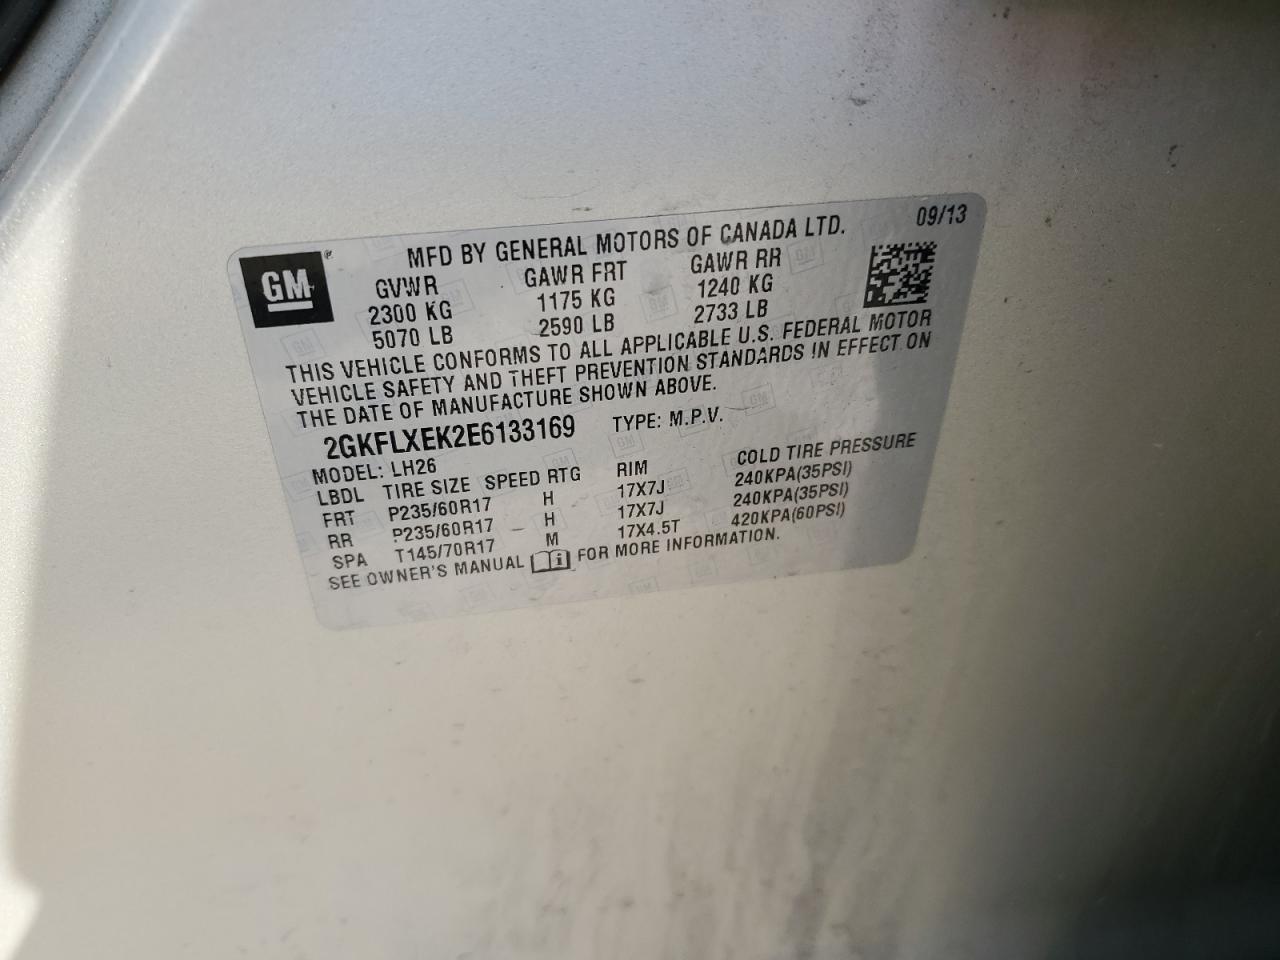 09/13
MFD BY GENERAL MOTORS OF CANADA LTD.
GM®
GVWR GAWR FRT GAWR RR
2300 KG 1175 KG 1240 KG
5070 LB 2590 LB 2733 LB
THIS VEHICLE CONFORMS TO ALL APPLICABLE U.S. FEDERAL MOTOR
VEHICLE SAFETY AND THEFT PREVENTION STANDARDS IN EFFECT ON
THE DATE OF MANUFACTURE SHOWN ABOVE.
2GKFLXEK2E6133169 TYPE: M.P.V.
MODEL: LH26
LBDL TIRE SIZE SPEED RTG RIM COLD TIRE PRESSURE
FRT P235/60R17 H 17X7J 240KPA(35PSI)
RR P235/60R17 H 17X7J 240KPA(35PSI)
SPA T145/70R17 M 17X4.5T 420KPA(60PSI)
SEE OWNER'S MANUAL FOR MORE INFORMATION.